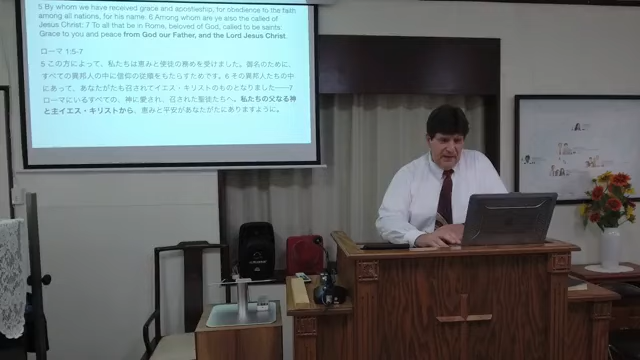 5 By whom we have received grace and apostleship, for obedience to the faith
among all nations, for his name: 6 Among whom are ye also the called of
Jesus Christ: 7 To all that be in Rome, beloved of God, called to be saints:
Grace to you and peace from God our Father, and the Lord Jesus Christ.
ローマ 1:5-7
5 この方によって、私たちは恵みと使徒の務めを受けました。御名のために、
すべての異邦人の中に信仰の従順をもたらすためです。6 その異邦人たちの中
にあって、あなたがたも召されてイエス・キリストのものとなりました——7
ローマにいるすべての、神に愛され、召された聖徒たちへ。私たちの父なる神
と主イエス・キリストから、恵みと平安があなたがたにありますように。